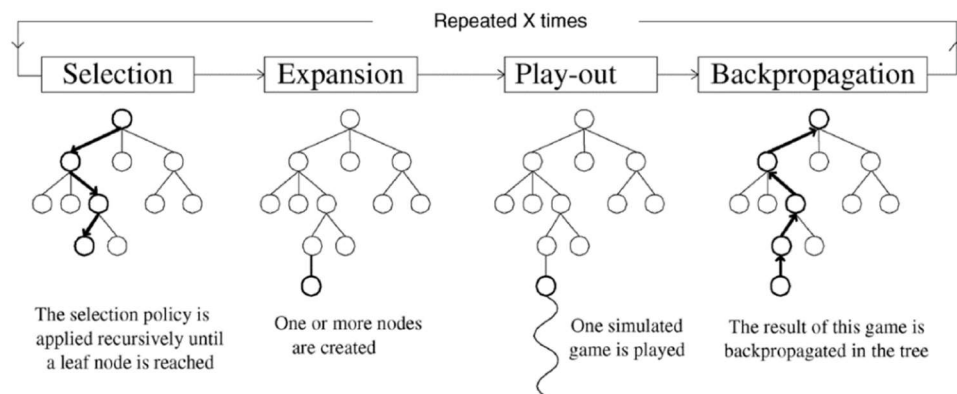 Repeated X times
Selection
Expansion
Play-out
Backpropagation
The selection policy is
applied recursively until
a leaf node is reached
One or more nodes
are created
One simulated
game is played
The result of this game is
backpropagated in the tree